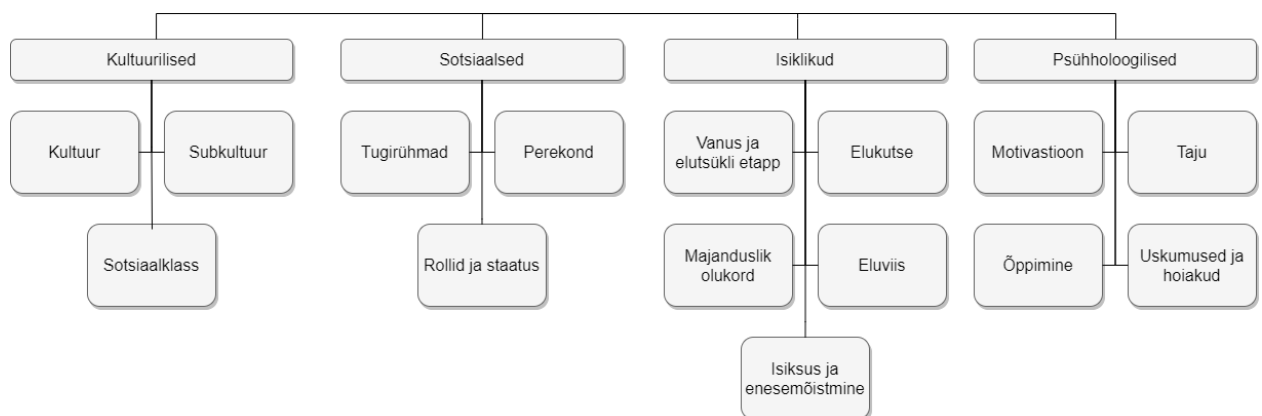 Kultuurilised
Sotsiaalsed
Isiklikud
Psühholoogilised
Kultuur
Subkultuur
Tugirühmad
Perekond
Vanus ja
elutsükli etapp
Elukutse
Motivastioon
Taju
Sotsiaalklass
Rollid ja staatus
Majanduslik
olukord
Eluviis
Õppimine
Uskumused ja
hoiakud
Isiksus ja
enesemõistmine